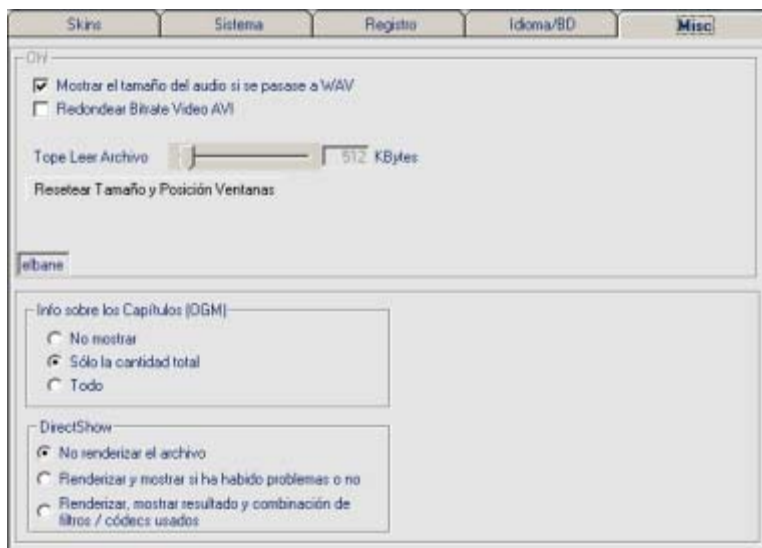 Skins
Sistema
Registro
Idioma/BD
Misc
Mostrar el tamaño del audio si se pasase a WAV
Redondear Bitrate Video AVI
Tope Leer Archivo
512 KBytes
Resetear Tamaño y Posición Ventanas
elbane
Info sobre los Capítulos (OGM)
No mostrar
Sólo la cantidad total
Todo
DirectShow
No renderizar el archivo
Renderizar y mostrar si ha habido problemas o no
Renderizar, mostrar resultado y combinación de
filtros / códecs usados